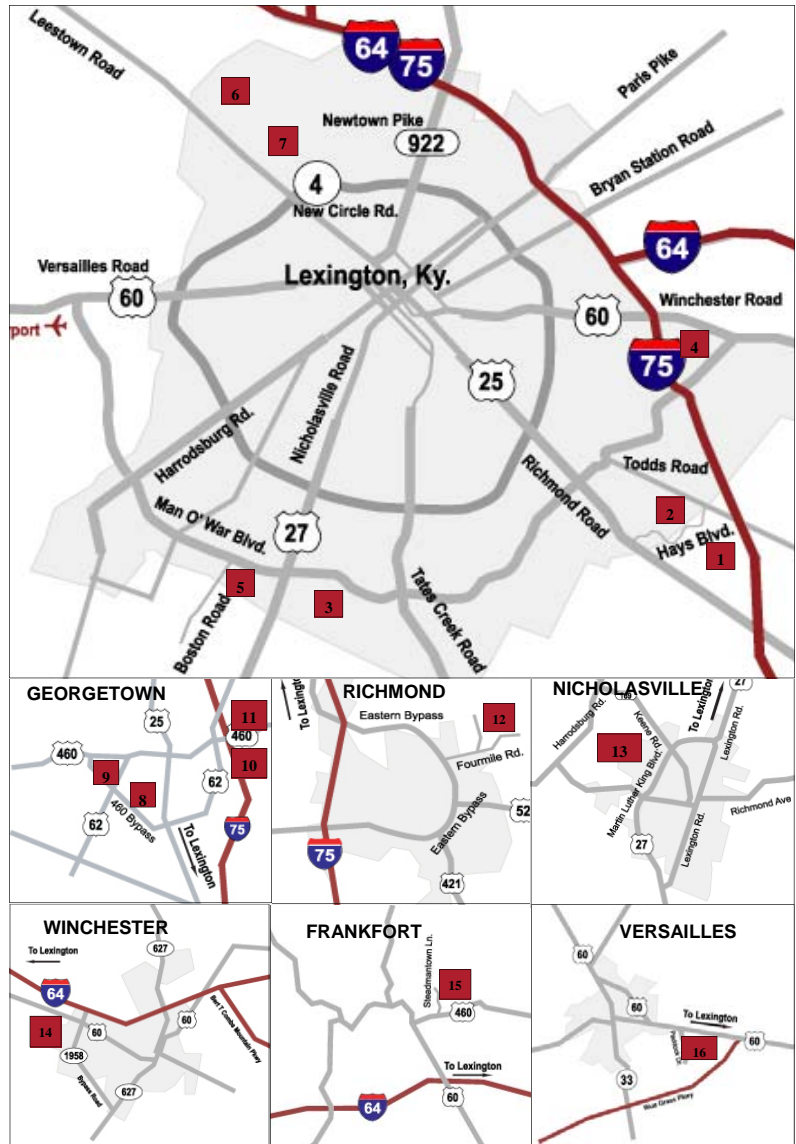 Leestown Road
64
75
Paris Pike
6
Newtown Pike
7
922
Bryan Station Road
4
New Circle Rd.
64
Versailles Road
60
Lexington, Ky.
Winchester Road
60
rport
4
75
25
Nicholasville Road
Harrodsburg Rd.
Todds Road
Richmond Road
2
Man O' War Blvd.
27
Hays Blvd.
1
5
3
Boston Road
Tates Creek Road
GEORGETOWN
25
11
460
460
10
9
62
8
460 Bypass
62
75
To Lexington
RICHMOND
To Lexington
Eastern Bypass
12
Fourmile Rd.
52
Eastern Bypass
75
421
NICHOLASVILLE
27
169
To Lexington
Harrodsburg Rd.
Keene Rd.
Lexington Rd.
13
Martin Luther King Blvd.
Richmond Ave
27
Lexington Rd.
WINCHESTER
627
To Lexington
64
Bert T Combs Mountain Pkwy
14
60
60
1958
Bypass Road
627
FRANKFORT
Steadmantown Ln.
15
460
To Lexington
60
64
VERSAILLES
60
60
To Lexington
60
16
33
Blue Grass Pkwy